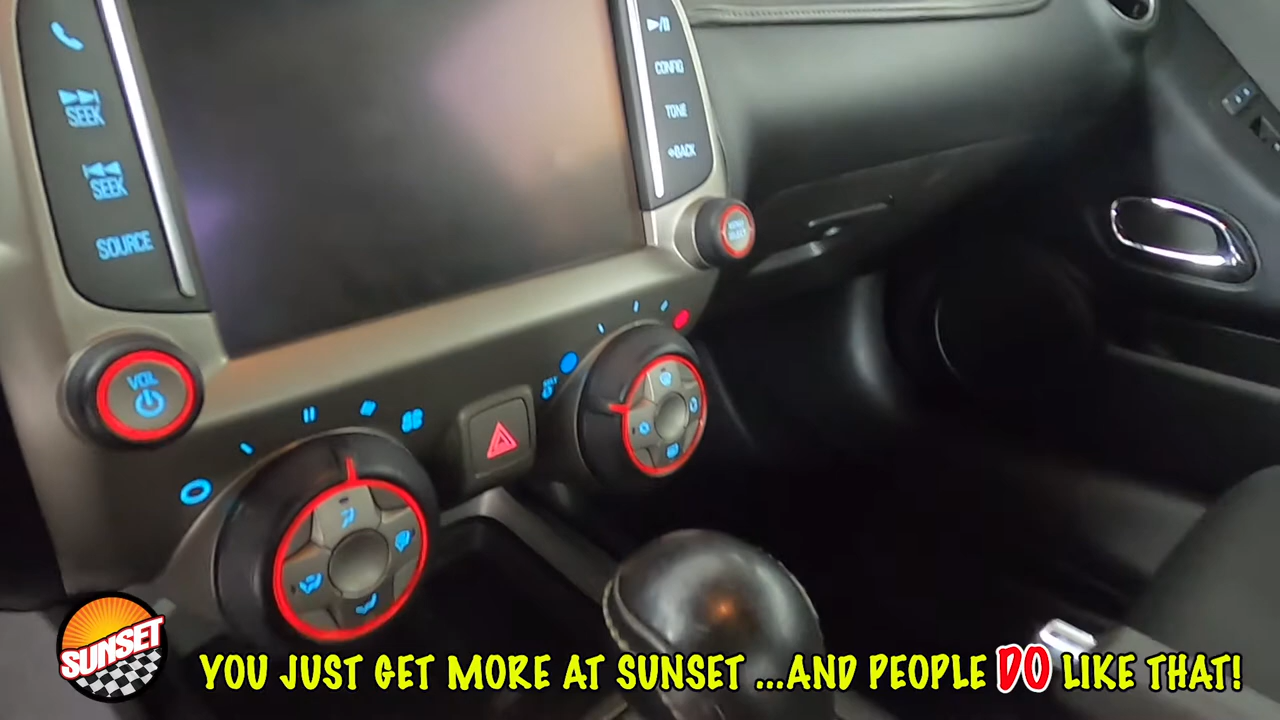 CONFIG
TONE
BACK
SEEK
SEEK
SOURCE
VOL
SUNSET
YOU JUST GET MORE AT SUNSET ...AND PEOPLE DO LIKE THAT!